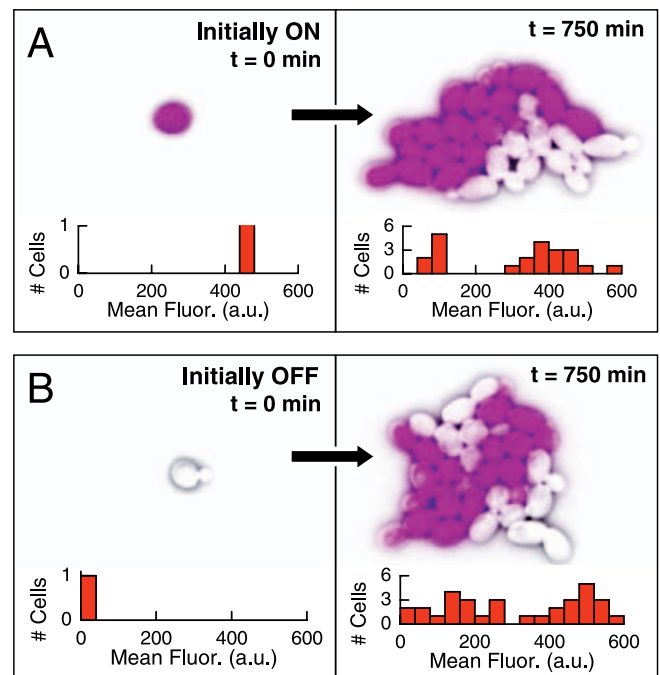 A
Initially ON
t = 0 min
t = 750 min
# Cells
1
0
0
200
400
600
Mean Fluor. (a.u.)
# Cells
6
3
0
0
200
400
600
Mean Fluor. (a.u.)
B
Initially OFF
t = 0 min
t = 750 min
# Cells
1
0
0
200
400
600
Mean Fluor. (a.u.)
# Cells
6
3
0
0
200
400
600
Mean Fluor. (a.u.)